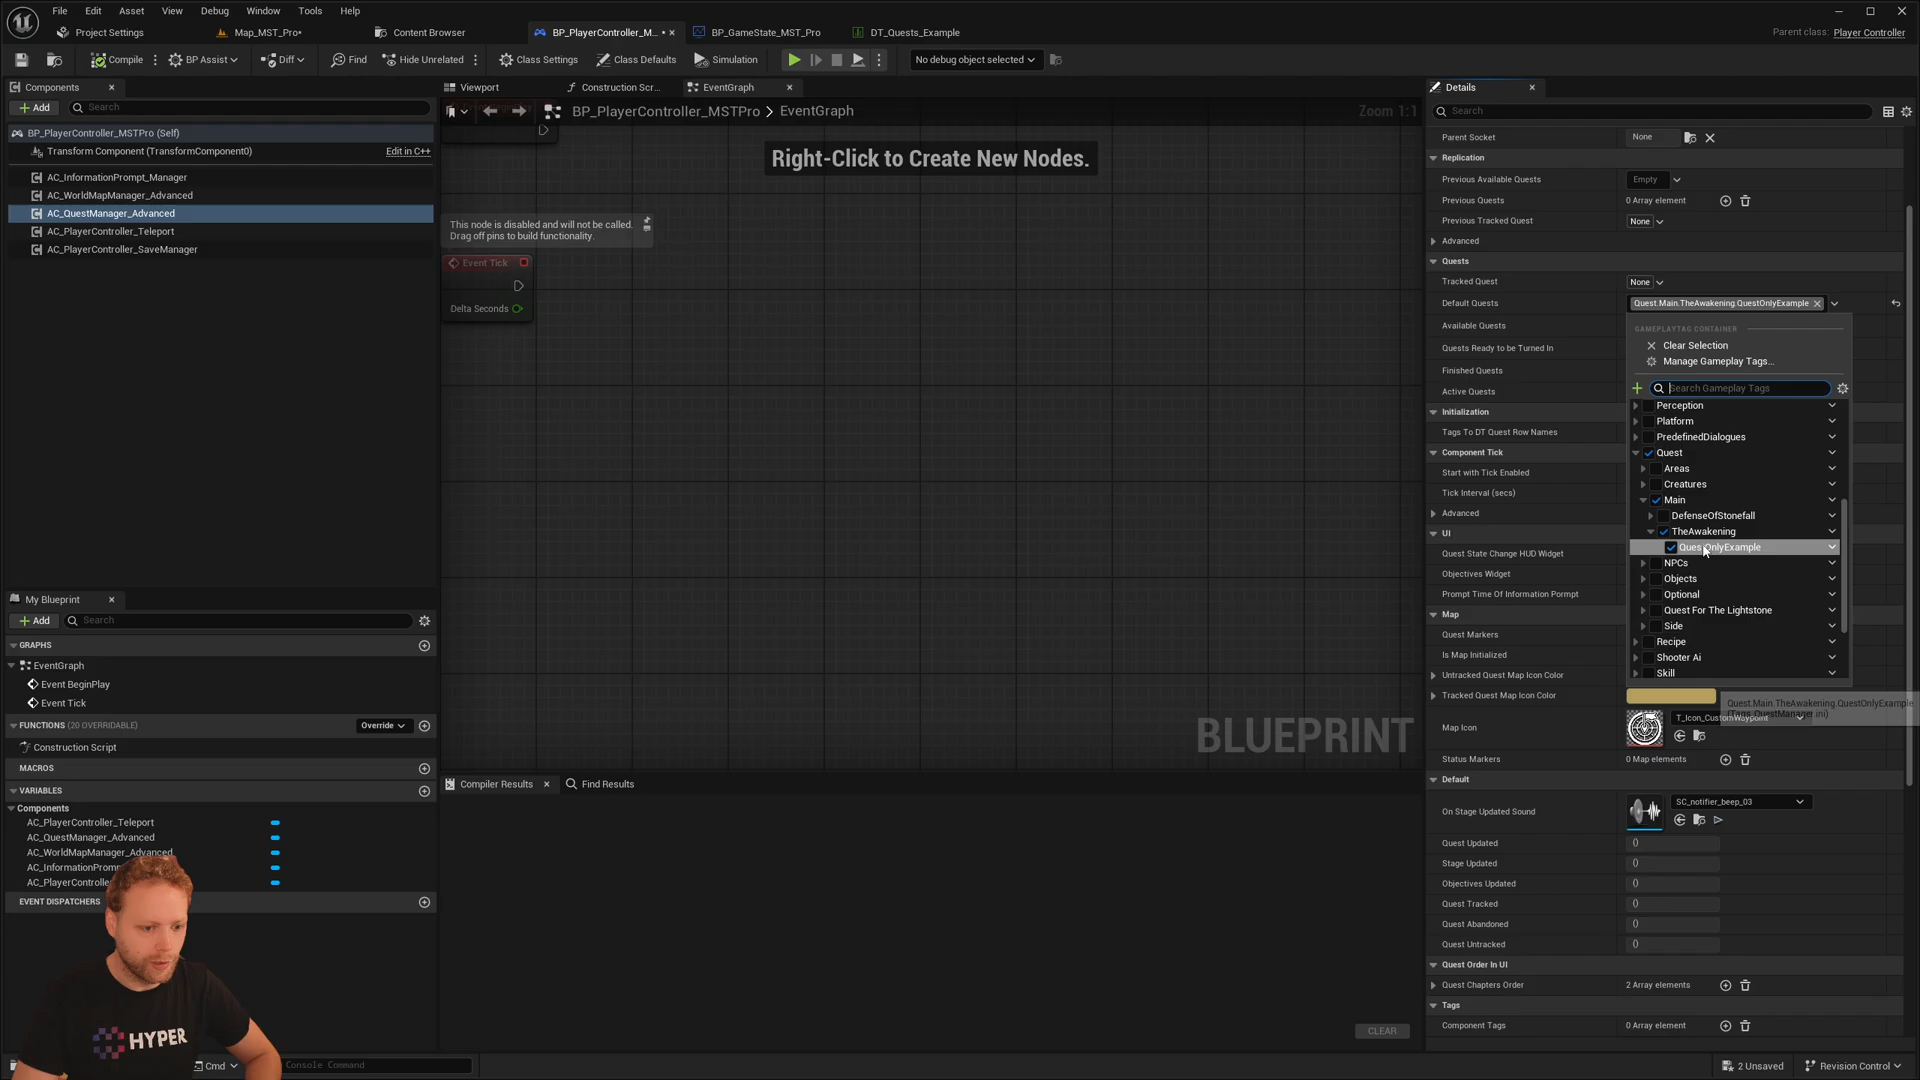 File Edit Asset View Debug Window Tools Help
Project Settings
Map_MST_Pro*
Content Browser
BP_PlayerController_M... *
BP_GameState_MST_Pro
DT_Quests_Example
Parent class: Player Controller
Compile
BP Assist
Diff
Find
Hide Unrelated
Class Settings
Class Defaults
Simulation
No debug object selected
Components
Add
Search
BP_PlayerController_MSTPro (Self)
Transform Component (TransformComponent0)
Edit in C++
AC_InformationPrompt_Manager
AC_WorldMapManager_Advanced
AC_QuestManager_Advanced
AC_PlayerController_Teleport
AC_PlayerController_SaveManager
My Blueprint
Add
Search
GRAPHS
EventGraph
Event BeginPlay
Event Tick
FUNCTIONS (20 OVERRIDABLE)
Override
Construction Script
MACROS
VARIABLES
Components
AC_PlayerController_Teleport
AC_QuestManager_Advanced
AC_WorldMapManager_Advanced
AC_InformationPromp
AC_PlayerController
EVENT DISPATCHERS
HYPER
Viewport
Construction Scr...
EventGraph
BP_PlayerController_MSTPro > EventGraph
Zoom 1:1
Right-Click to Create New Nodes.
This node is disabled and will not be called.
Drag off pins to build functionality.
Event Tick
Delta Seconds
BLUEPRINT
Compiler Results
Find Results
CLEAR
Cmd
Console Command
2 Unsaved
Revision Control
Details
Search
Parent Socket
None
Replication
Previous Available Quests
Empty
Previous Quests
0 Array element
Previous Tracked Quest
None
Advanced
Quests
Tracked Quest
None
Default Quests
Quest.Main.TheAwakening.QuestOnlyExample
Available Quests
Quests Ready to be Turned In
Finished Quests
Active Quests
Initialization
Tags To DT Quest Row Names
Component Tick
Start with Tick Enabled
Tick Interval (secs)
Advanced
UI
Quest State Change HUD Widget
Objectives Widget
Prompt Time Of Information Pormpt
Map
Quest Markers
Is Map Initialized
Untracked Quest Map Icon Color
Tracked Quest Map Icon Color
Map Icon
T_Icon_CustomWaypoint
Status Markers
0 Map elements
Default
On Stage Updated Sound
SC_notifier_beep_03
Quest Updated
()
Stage Updated
()
Objectives Updated
()
Quest Tracked
()
Quest Abandoned
()
Quest Untracked
()
Quest Order In UI
Quest Chapters Order
2 Array elements
Tags
Component Tags
0 Array element
GAMEPLAYTAG CONTAINER
Clear Selection
Manage Gameplay Tags...
Search Gameplay Tags
Perception
Platform
PredefinedDialogues
Quest
Areas
Creatures
Main
DefenseOfStonefall
TheAwakening
QuestOnlyExample
NPCs
Objects
Optional
Quest For The Lightstone
Side
Recipe
Shooter Ai
Skill
Quest.Main.TheAwakening.QuestOnlyExample